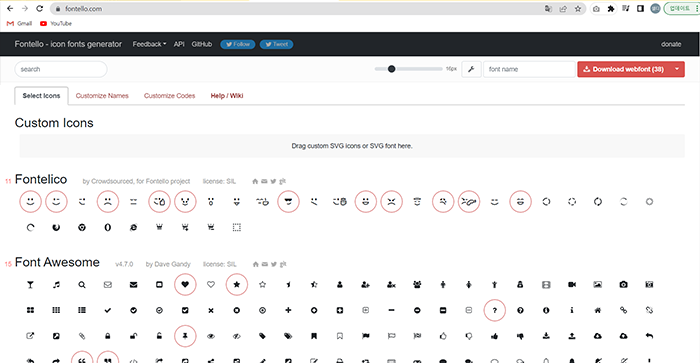 fontello.com
업데이트
Gmail YouTube
Fontello - icon fonts generator Feedback API GitHub Follow Tweet donate
search 16px font name Download webfont (38)
Select Icons Customize Names Customize Codes Help / Wiki
Custom Icons
Drag custom SVG icons or SVG font here.
11 Fontelico by Crowdsourced, for Fontello project license: SIL
15 Font Awesome v4.7.0 by Dave Gandy license: SIL